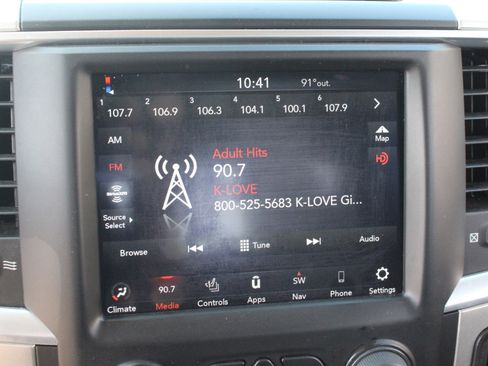 10:41 91°out.
1 2 3 4 5 6
107.7 106.9 106.3 104.1 100.1 107.9
AM
Map
Adult Hits
FM
HD
90.7
K-LOVE
SiriusXM
800-525-5683 K-LOVE Gi...
Source
Select
Browse Tune Audio
90.7 SW
Climate Media Controls Apps Nav Phone Settings